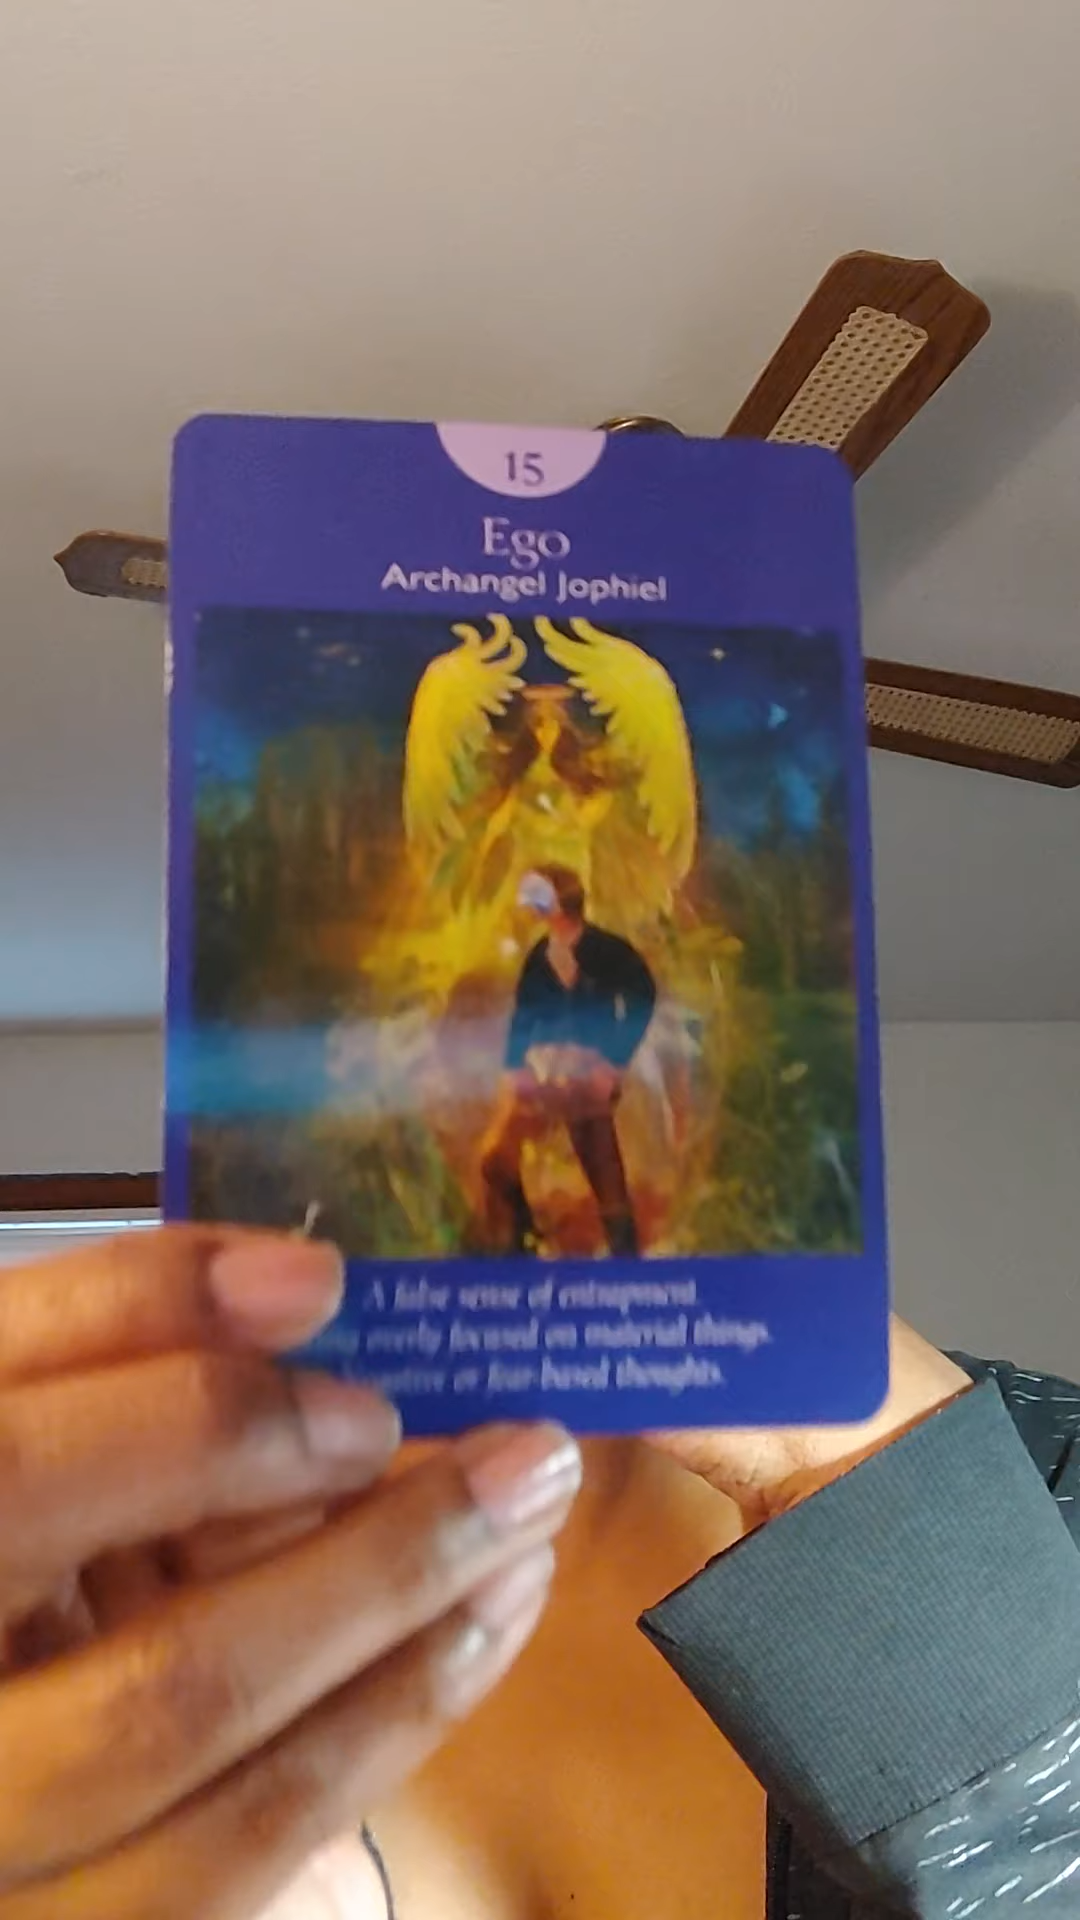 15
Ego
Archangel Jophiel
A false sense of entrapment.
overly focused on material things.
or fear-based thoughts.